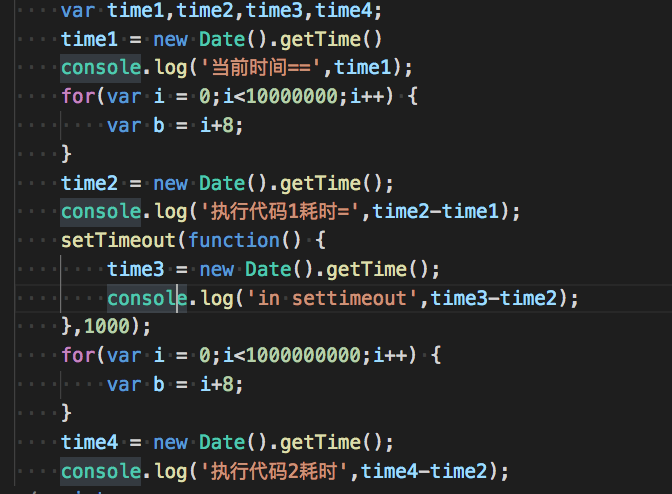 var time1,time2,time3,time4;
time1 = new Date().getTime()
console.log('当前时间==',time1);
for(var i = 0;i<10000000;i++) {
var b = i+8;
}
time2 = new Date().getTime();
console.log('执行代码1耗时=',time2-time1);
setTimeout(function() {
time3 = new Date().getTime();
console.log('in settimeout',time3-time2);
},1000);
for(var i = 0;i<1000000000;i++) {
var b = i+8;
}
time4 = new Date().getTime();
console.log('执行代码2耗时',time4-time2);